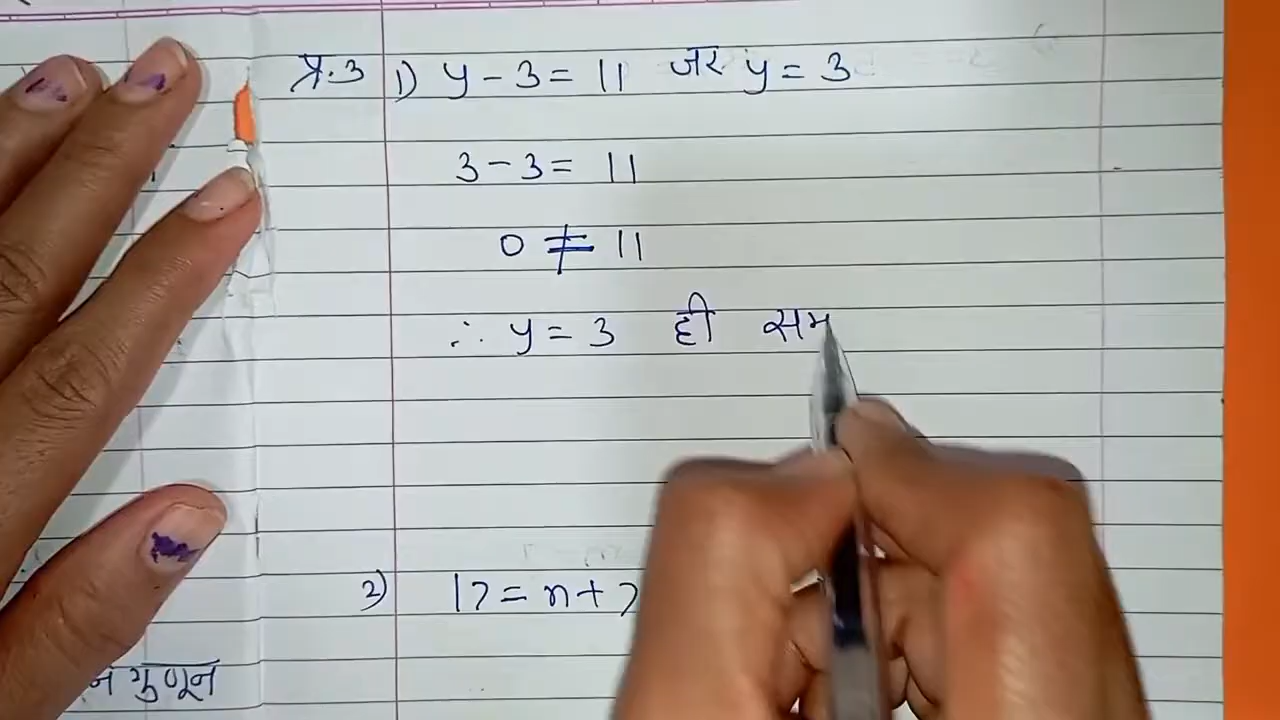 प्र.3 1) y - 3 = 11 जर y = 3
3 - 3 = 11
0 ≠ 11
∴ y = 3 ही सम
2) 17 = n + 7
न गुणून